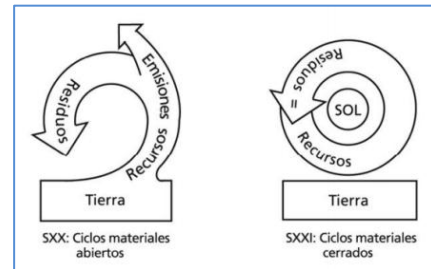 Emisiones
Residuos
Recursos
Tierra
SXX: Ciclos materiales
abiertos
Residuos =
SOL
Recursos
Tierra
SXXI: Ciclos materiales
cerrados